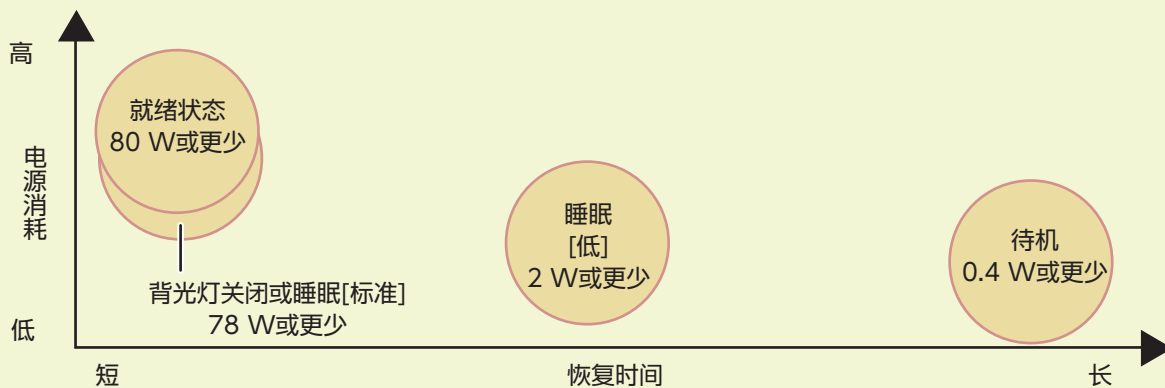 高
就绪状态
80 W或更少
电源消耗
睡眠
[低]
2 W或更少
待机
0.4 W或更少
背光灯关闭或睡眠[标准]
78 W或更少
低
短
恢复时间
长